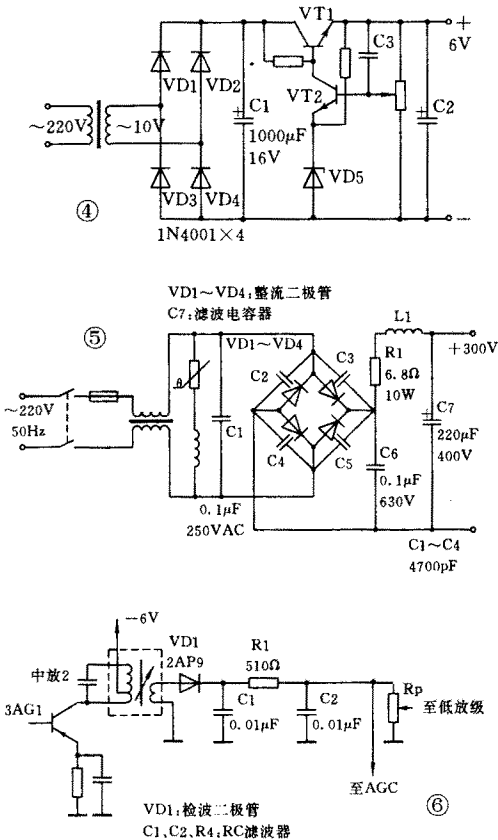 VT1
+
6V
C3
VD1
VD2
VT2
C1
+
1000μF
16V
+
C2
~220V
~10V
④
VD3
VD4
VD5
−
1N4001×4
VD1~VD4:整流二极管
C7:滤波电容器
⑤
VD1~VD4
L1
+300V
C2
C3
R1
6.8Ω
10W
θ
C1
+
C7
220μF
400V
~220V
50Hz
C4
C5
C6
0.1μF
630V
0.1μF
250VAC
C1~C4
4700pF
-6V
VD1
2AP9
R1
510Ω
中放2
3AG1
C1
0.01μF
C2
0.01μF
Rp
至低放级
至AGC
⑥
VD1:检波二极管
C1、C2、R4:RC滤波器